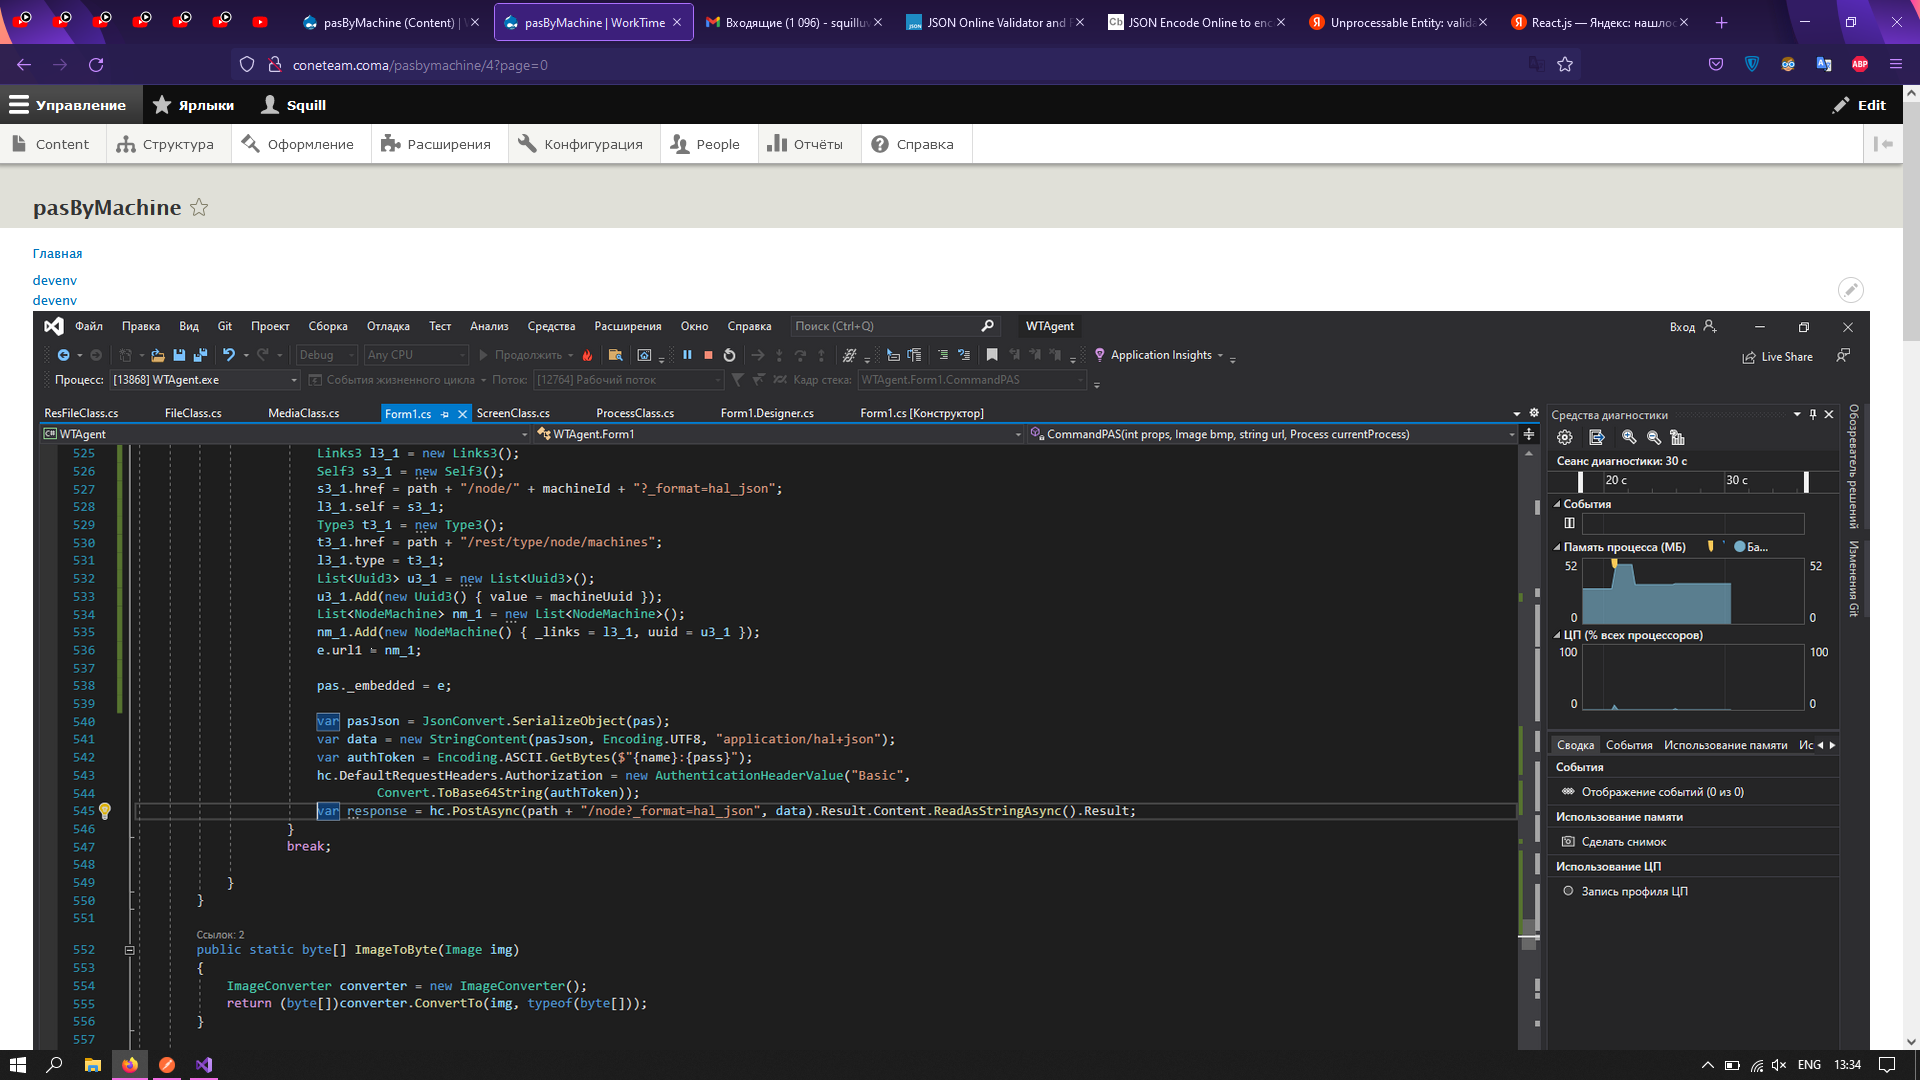 pasByMachine (Content) |
pasByMachine | WorkTime
Входящие (1 096) - squilluv
JSON Online Validator and F
JSON Encode Online to enc
Unprocessable Entity: valida
React.js — Яндекс: нашлос
coneteam.coma/pasbymachine/4?page=0
Управление
Ярлыки
Squill
Edit
Content
Структура
Оформление
Расширения
Конфигурация
People
Отчёты
Справка
pasByMachine
Главная
devenv
devenv
Файл Правка Вид Git Проект Сборка Отладка Тест Анализ Средства Расширения Окно Справка
Поиск (Ctrl+Q)
WTAgent
Вход
Debug
Any CPU
Продолжить
Application Insights
Live Share
Процесс: [13868] WTAgent.exe
События жизненного цикла
Поток: [12764] Рабочий поток
Кадр стека: WTAgent.Form1.CommandPAS
ResFileClass.cs FileClass.cs MediaClass.cs Form1.cs ScreenClass.cs ProcessClass.cs Form1.Designer.cs Form1.cs [Конструктор]
WTAgent
WTAgent.Form1
CommandPAS(int props, Image bmp, string url, Process currentProcess)
525 Links3 l3_1 = new Links3();
526 Self3 s3_1 = new Self3();
527 s3_1.href = path + "/node/" + machineId + "?_format=hal_json";
528 l3_1.self = s3_1;
529 Type3 t3_1 = new Type3();
530 t3_1.href = path + "/rest/type/node/machines";
531 l3_1.type = t3_1;
532 List<Uuid3> u3_1 = new List<Uuid3>();
533 u3_1.Add(new Uuid3() { value = machineUuid });
534 List<NodeMachine> nm_1 = new List<NodeMachine>();
535 nm_1.Add(new NodeMachine() { _links = l3_1, uuid = u3_1 });
536 e.url1 = nm_1;
537
538 pas._embedded = e;
539
540 var pasJson = JsonConvert.SerializeObject(pas);
541 var data = new StringContent(pasJson, Encoding.UTF8, "application/hal+json");
542 var authToken = Encoding.ASCII.GetBytes($"{name}:{pass}");
543 hc.DefaultRequestHeaders.Authorization = new AuthenticationHeaderValue("Basic",
544 Convert.ToBase64String(authToken));
545 var response = hc.PostAsync(path + "/node?_format=hal_json", data).Result.Content.ReadAsStringAsync().Result;
546 }
547 break;
548
549 }
550 }
551
Ссылок: 2
552 public static byte[] ImageToByte(Image img)
553 {
554 ImageConverter converter = new ImageConverter();
555 return (byte[])converter.ConvertTo(img, typeof(byte[]));
556 }
557
Средства диагностики
Сеанс диагностики: 30 с
20 с 30 с
События
Память процесса (МБ) Ба...
52 52
0 0
ЦП (% всех процессоров)
100 100
0 0
Сводка События Использование памяти Ис
События
Отображение событий (0 из 0)
Использование памяти
Сделать снимок
Использование ЦП
Запись профиля ЦП
Обозреватель решений
Изменения Git
ENG
13:34